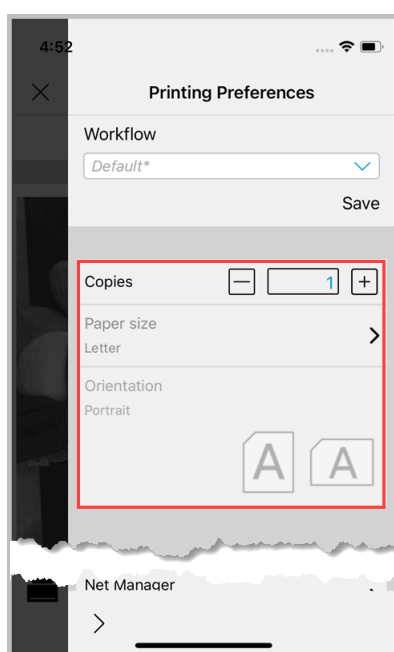 4:52
Printing Preferences
Workflow
Default*
Save
Copies
1
Paper size
Letter
Orientation
Portrait
A A
Net Manager